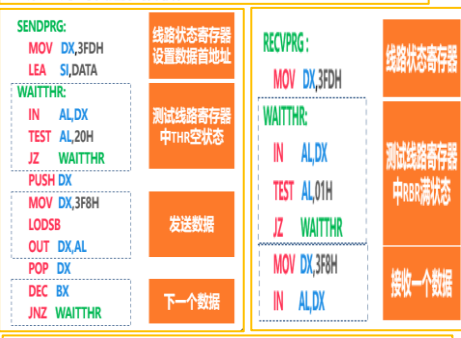 SENDPRG:
MOV DX,3FDH
LEA SI,DATA
线路状态寄存器
设置数据首地址
WAITTHR:
IN AL,DX
TEST AL,20H
JZ WAITTHR
测试线路寄存器
中THR空状态
PUSH DX
MOV DX,3F8H
LODSB
OUT DX,AL
发送数据
POP DX
DEC BX
JNZ WAITTHR
下一个数据
RECVPRG:
MOV DX,3FDH
线路状态寄存器
WAITTHR:
IN AL,DX
TEST AL,01H
JZ WAITTHR
测试线路寄存器
中RBR满状态
MOV DX,3F8H
IN AL,DX
接收一个数据